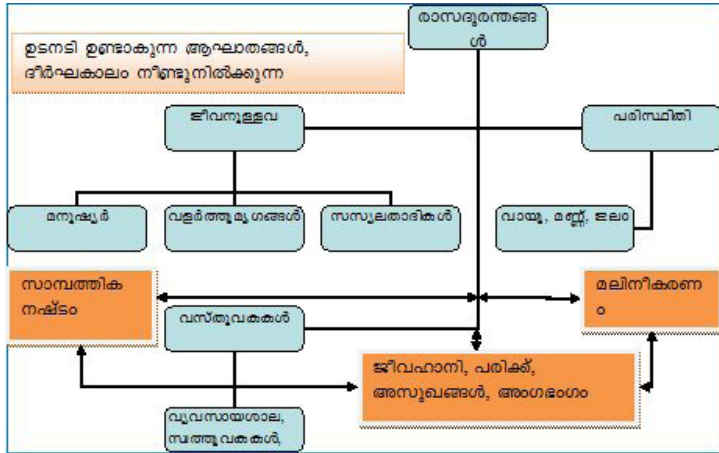 രാസദുരന്തങ്ങ
ൾ
ഉടനടി ഉണ്ടാകുന്ന ആഘാതങ്ങൾ,
ദീർഘകാലം നീണ്ടുനിൽക്കുന്ന
ജീവനുള്ളവ
പരിസ്ഥിതി
മനുഷ്യർ
വളർത്തുമൃഗങ്ങൾ
സസ്യലതാദികൾ
വായു, മണ്ണ്, ജലം
സാമ്പത്തിക
നഷ്ടം
മലിനീകരണ
ം
വസ്തുവകകൾ
ജീവഹാനി, പരിക്ക്,
അസുഖങ്ങൾ, അംഗഭംഗം
വ്യവസായശാല,
സ്വത്തുവകകൾ,